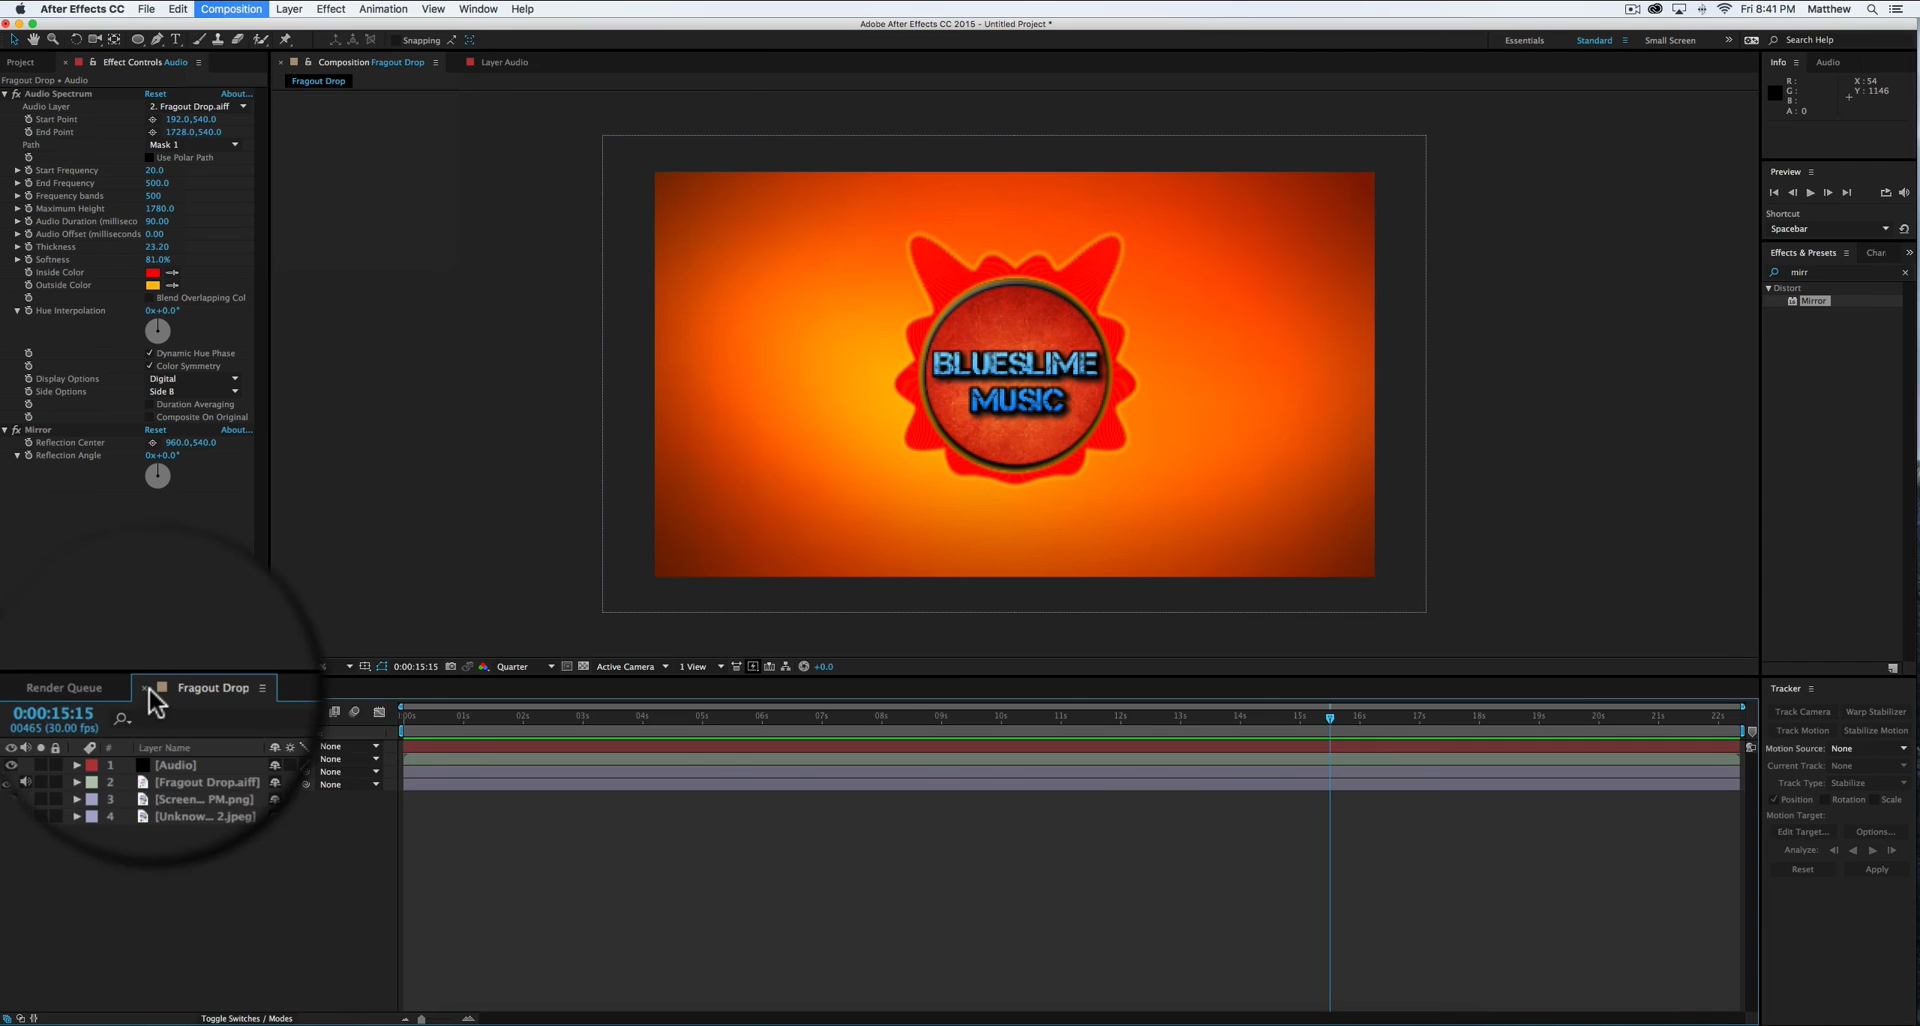 After Effects CC File Edit Composition Layer Effect Animation View Window Help Fri 8:41 PM Matthew
Adobe After Effects CC 2015 - Untitled Project *
Snapping Essentials Standard Small Screen Search Help
Project Effect Controls Audio
Fragout Drop • Audio
Audio Spectrum Reset About...
Audio Layer 2. Fragout Drop.aiff
Start Point 192.0,540.0
End Point 1728.0,540.0
Path Mask 1
Use Polar Path
Start Frequency 20.0
End Frequency 500.0
Frequency bands 500
Maximum Height 1780.0
Audio Duration (milliseco 90.00
Audio Offset (milliseconds 0.00
Thickness 23.20
Softness 81.0%
Inside Color
Outside Color
Blend Overlapping Col
Hue Interpolation 0x+0.0°
Dynamic Hue Phase
Color Symmetry
Display Options Digital
Side Options Side B
Duration Averaging
Composite On Original
Mirror Reset About...
Reflection Center 960.0,540.0
Reflection Angle 0x+0.0°
Composition Fragout Drop Layer Audio
Fragout Drop
BLUESLIME
MUSIC
0:00:15:15 Quarter Active Camera 1 View +0.0
Info Audio
R: X: 54
G: Y: 1146
B:
A: 0
Preview
Shortcut
Spacebar
Effects & Presets Char
mirr
Distort
Mirror
Render Queue Fragout Drop
0:00:15:15
00465 (30.00 fps)
# Layer Name
1 [Audio] None
2 [Fragout Drop.aiff] None
3 [Screen... PM.png] None
4 [Unknow... 2.jpeg] None
:00s 01s 02s 03s 04s 05s 06s 07s 08s 09s 10s 11s 12s 13s 14s 15s 16s 17s 18s 19s 20s 21s 22s
Toggle Switches / Modes
Tracker
Track Camera Warp Stabilizer
Track Motion Stabilize Motion
Motion Source: None
Current Track: None
Track Type: Stabilize
Position Rotation Scale
Motion Target:
Edit Target... Options...
Analyze:
Reset Apply